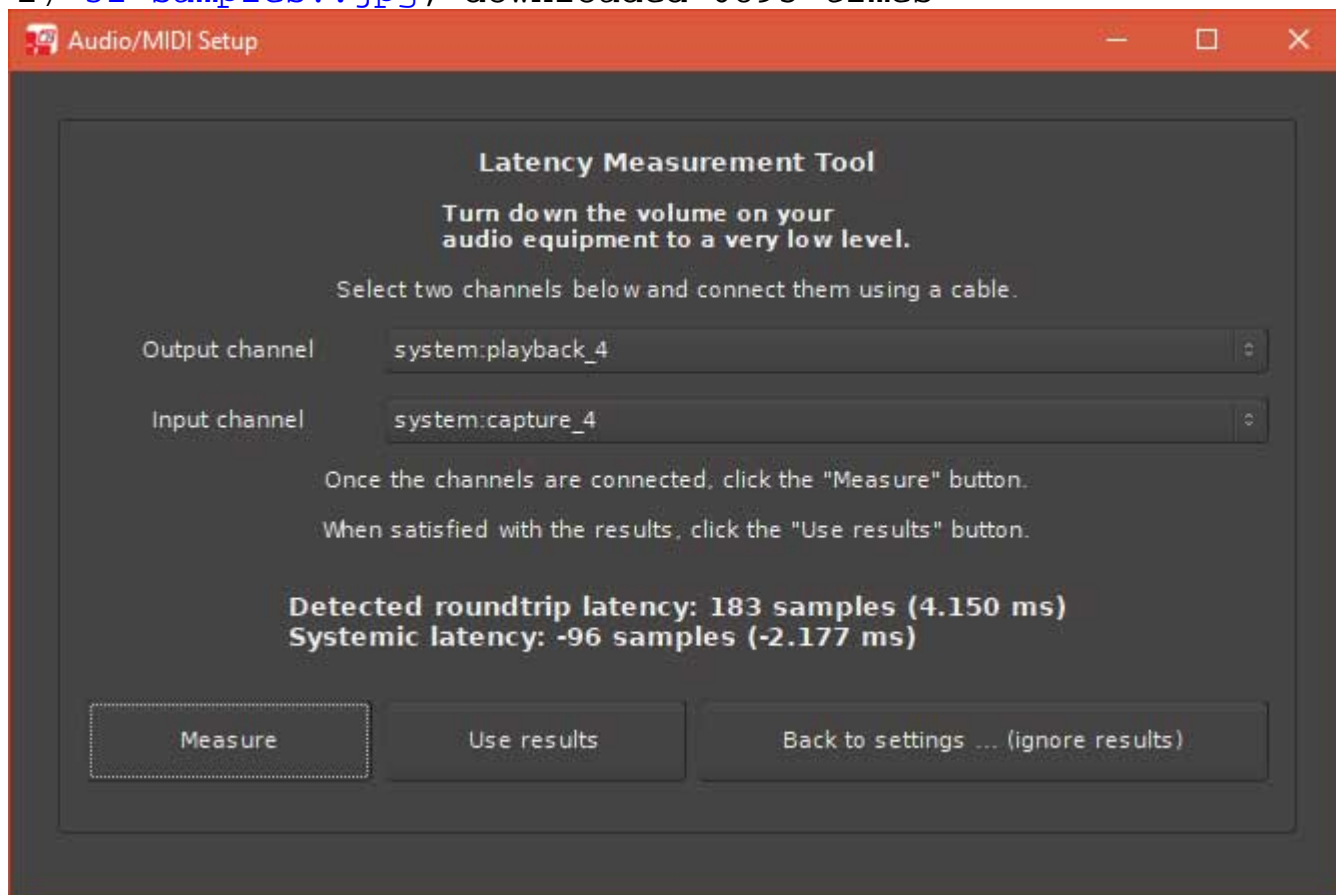 Audio/MIDI Setup
Latency Measurement Tool
Turn down the volume on your
audio equipment to a very low level.
Select two channels below and connect them using a cable.
Output channel system:playback_4
Input channel system:capture_4
Once the channels are connected, click the "Measure" button.
When satisfied with the results, click the "Use results" button.
Detected roundtrip latency: 183 samples (4.150 ms)
Systemic latency: -96 samples (-2.177 ms)
Measure Use results Back to settings ... (ignore results)